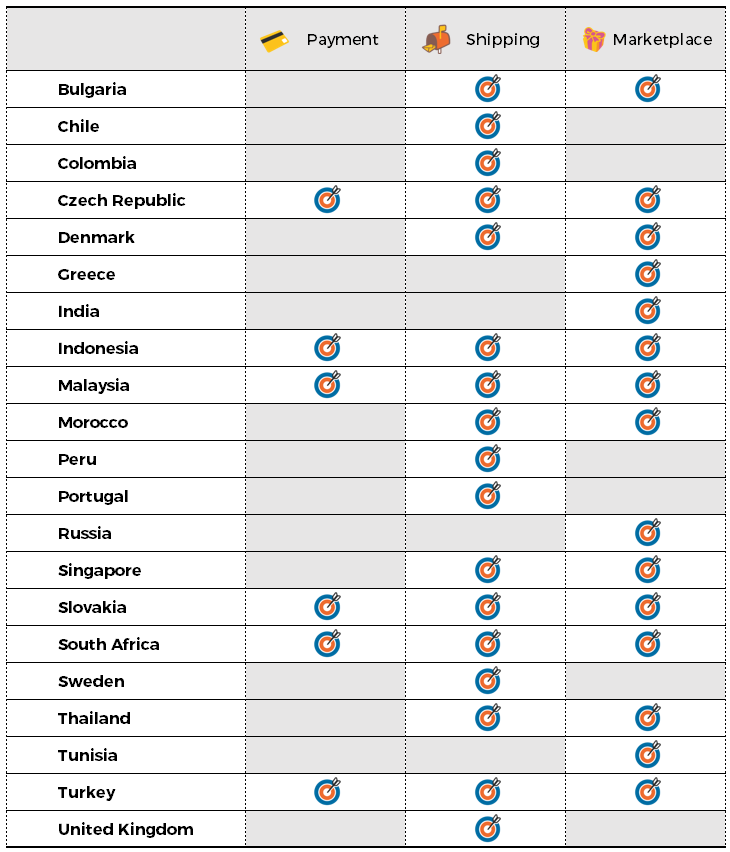 Payment Shipping Marketplace
Bulgaria
Chile
Colombia
Czech Republic
Denmark
Greece
India
Indonesia
Malaysia
Morocco
Peru
Portugal
Russia
Singapore
Slovakia
South Africa
Sweden
Thailand
Tunisia
Turkey
United Kingdom